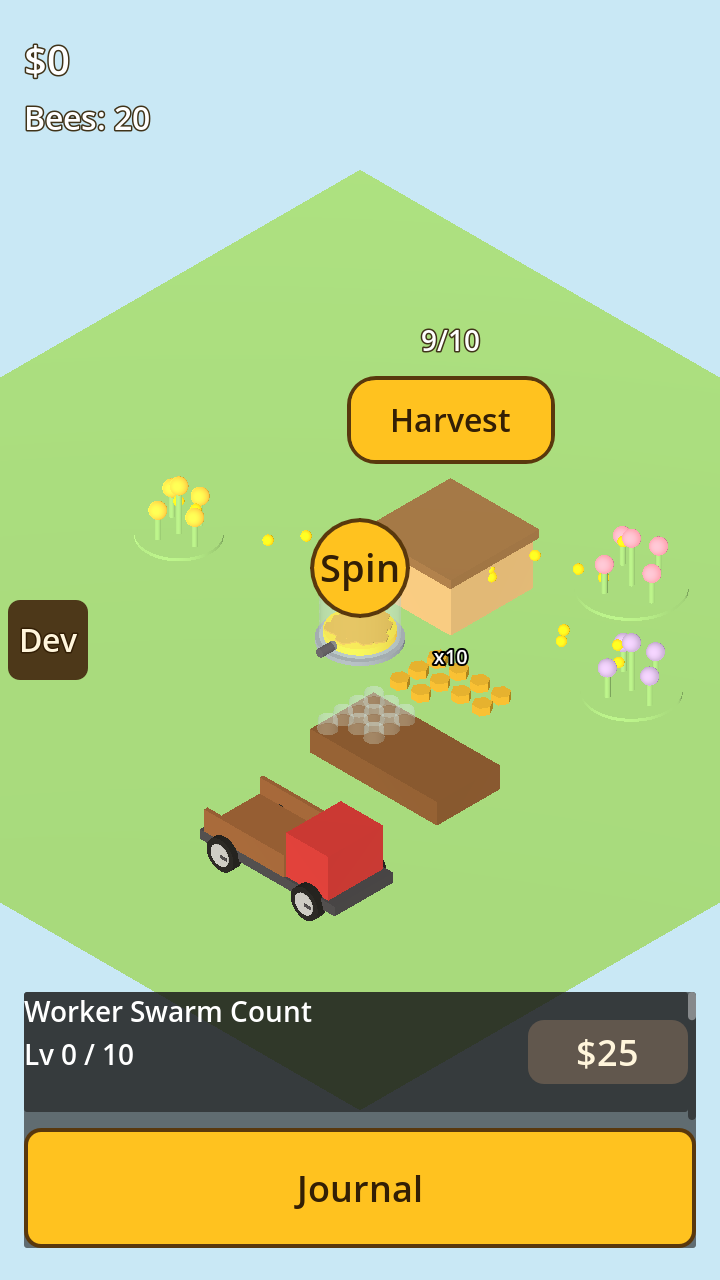 $0
Bees: 20
9/10
Harvest
Spin
Dev
x10
Worker Swarm Count
Lv 0 / 10
$25
Journal